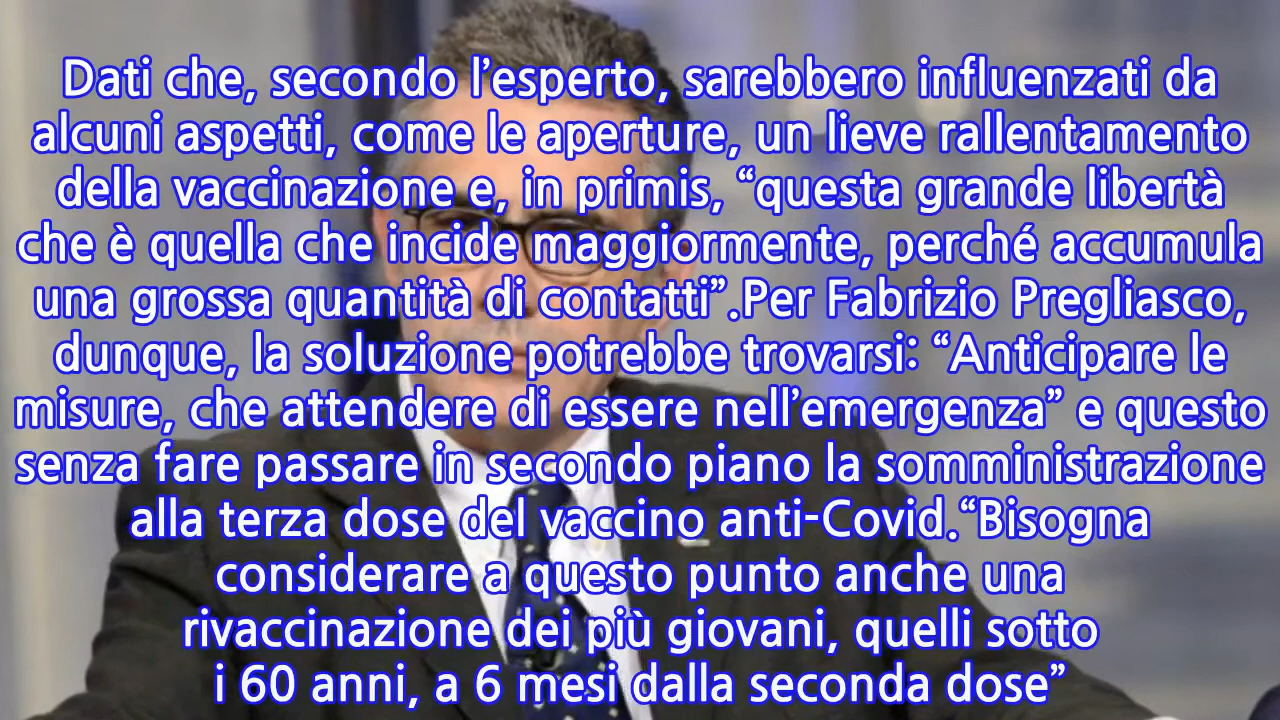 Dati che, secondo l’esperto, sarebbero influenzati da
alcuni aspetti, come le aperture, un lieve rallentamento
della vaccinazione e, in primis, “questa grande libertà
che è quella che incide maggiormente, perché accumula
una grossa quantità di contatti”.Per Fabrizio Pregliasco,
dunque, la soluzione potrebbe trovarsi: “Anticipare le
misure, che attendere di essere nell’emergenza” e questo
senza fare passare in secondo piano la somministrazione
alla terza dose del vaccino anti-Covid.“Bisogna
considerare a questo punto anche una
rivaccinazione dei più giovani, quelli sotto
i 60 anni, a 6 mesi dalla seconda dose”